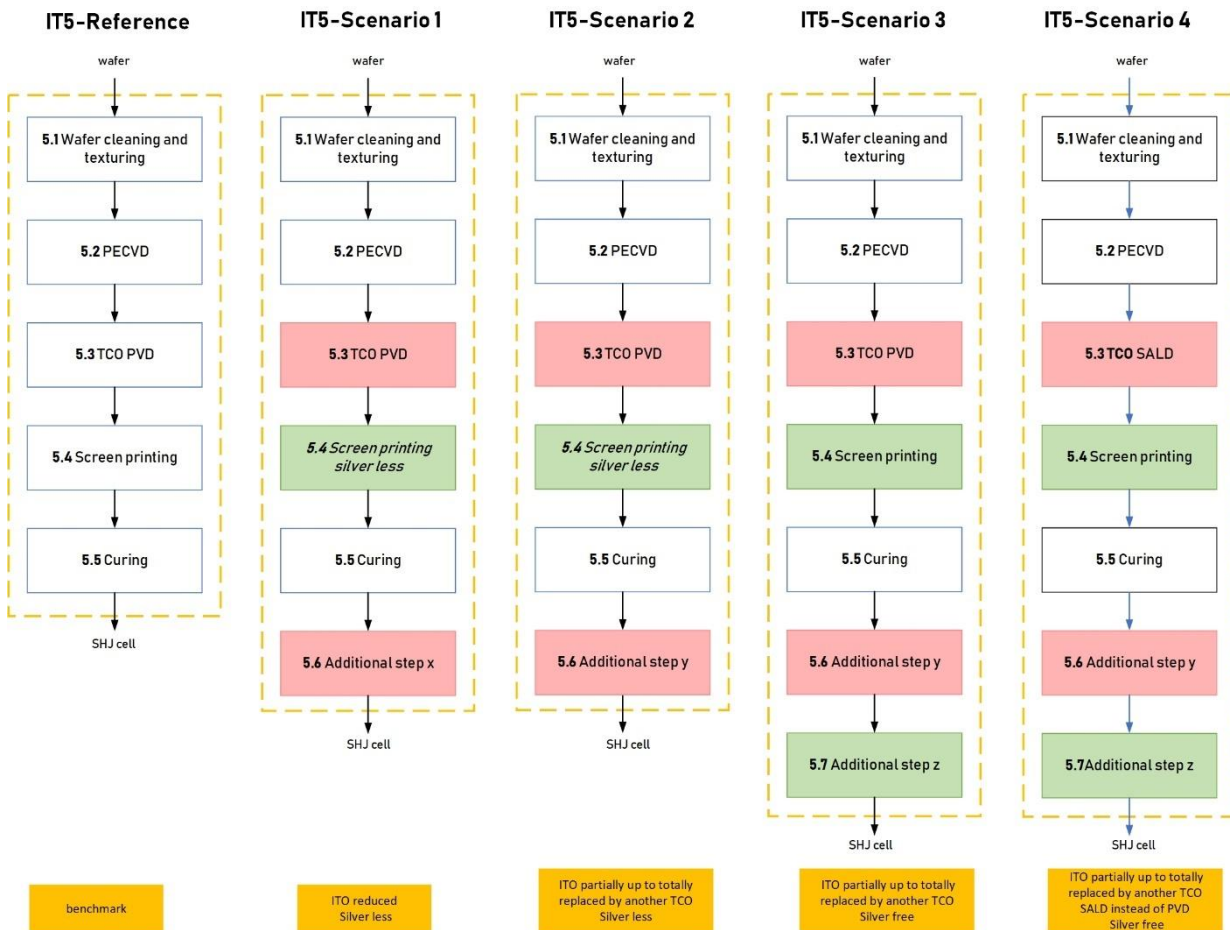 IT5-Reference
wafer
5.1 Wafer cleaning and
texturing
5.2 PECVD
5.3 TCO PVD
5.4 Screen printing
5.5 Curing
SHJ cell
benchmark
IT5-Scenario 1
wafer
5.1 Wafer cleaning and
texturing
5.2 PECVD
5.3 TCO PVD
5.4 Screen printing
silver less
5.5 Curing
5.6 Additional step x
SHJ cell
ITO reduced
Silver less
IT5-Scenario 2
wafer
5.1 Wafer cleaning and
texturing
5.2 PECVD
5.3 TCO PVD
5.4 Screen printing
silver less
5.5 Curing
5.6 Additional step y
SHJ cell
ITO partially up to totally
replaced by another TCO
Silver less
IT5-Scenario 3
wafer
5.1 Wafer cleaning and
texturing
5.2 PECVD
5.3 TCO PVD
5.4 Screen printing
5.5 Curing
5.6 Additional step y
5.7 Additional step z
SHJ cell
ITO partially up to totally
replaced by another TCO
Silver free
IT5-Scenario 4
wafer
5.1 Wafer cleaning and
texturing
5.2 PECVD
5.3 TCO SALD
5.4 Screen printing
5.5 Curing
5.6 Additional step y
5.7Additional step z
SHJ cell
ITO partially up to totally
replaced by another TCO
SALD instead of PVD
Silver free